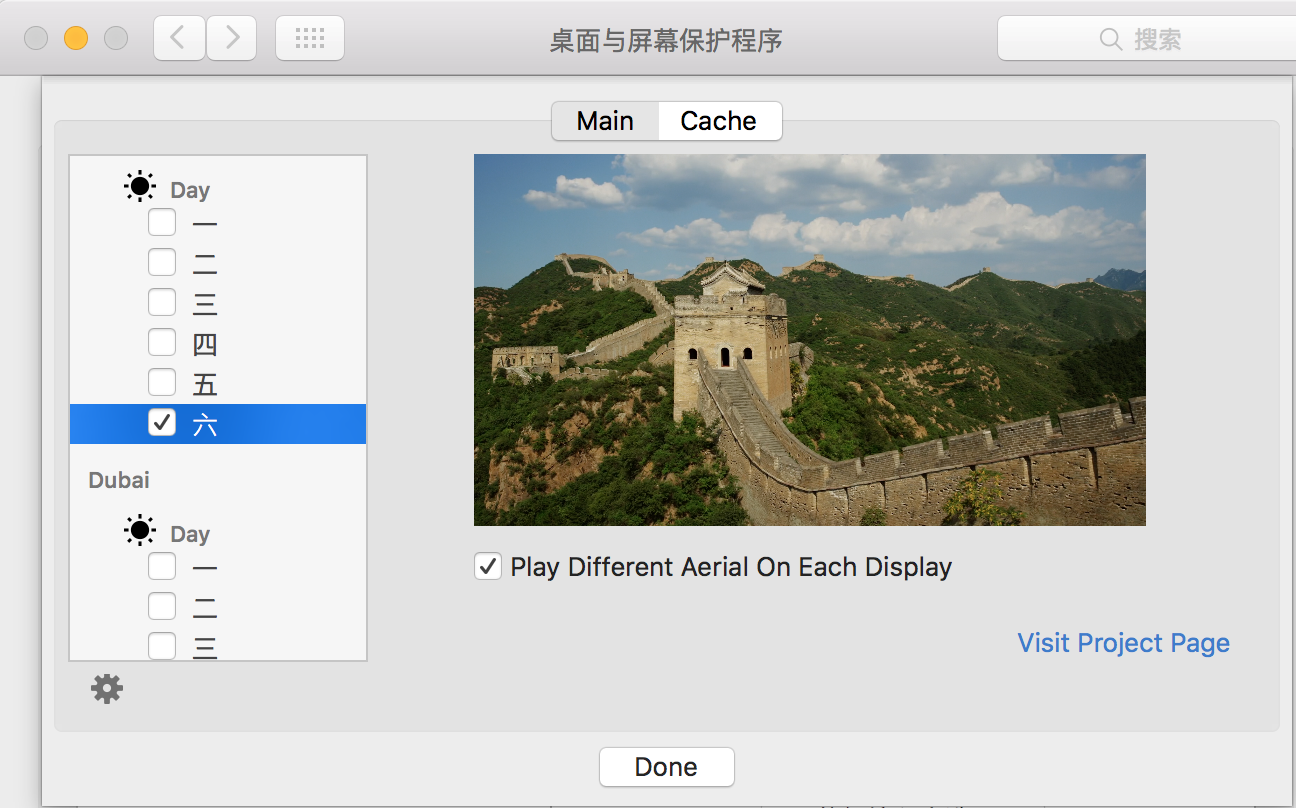 桌面与屏幕保护程序
搜索
Main
Cache
Day
一
二
三
四
五
六
Dubai
Day
一
二
三
Play Different Aerial On Each Display
Visit Project Page
Done